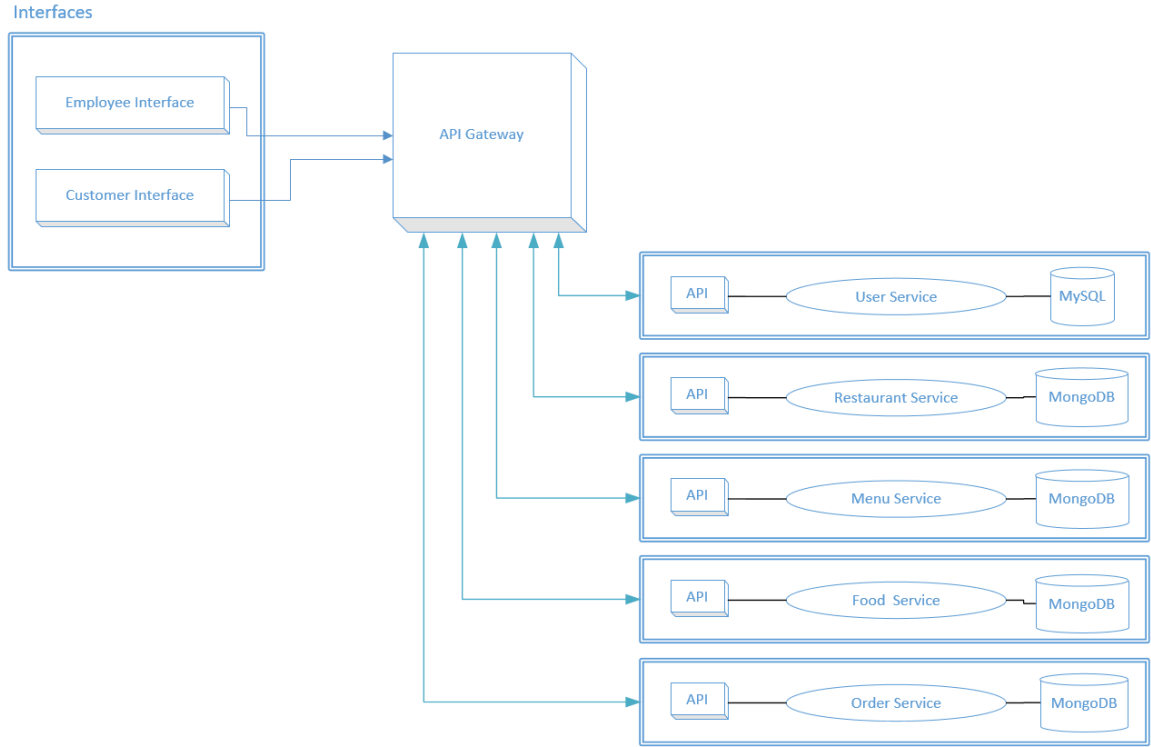 Interfaces
Employee Interface
Customer Interface
API Gateway
API
User Service
MySQL
API
Restaurant Service
MongoDB
API
Menu Service
MongoDB
API
Food  Service
MongoDB
API
Order Service
MongoDB